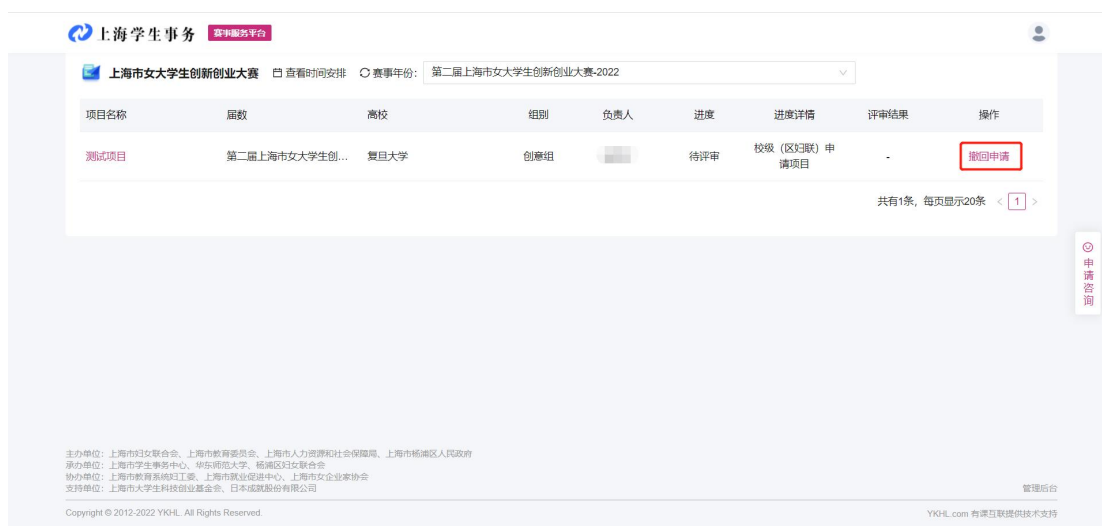 上海学生事务 赛事服务平台
上海市女大学生创新创业大赛 查看时间安排 赛事年份： 第二届上海市女大学生创新创业大赛-2022
项目名称 届数 高校 组别 负责人 进度 进度详情 评审结果 操作
测试项目 第二届上海市女大学生创... 复旦大学 创意组 待评审 校级（区妇联）申 - 撤回申请
请项目
共有1条，每页显示20条 < 1 >
申请咨询
主办单位：上海市妇女联合会、上海市教育委员会、上海市人力资源和社会保障局、上海市杨浦区人民政府
承办单位：上海市学生事务中心、华东师范大学、杨浦区妇女联合会
协办单位：上海市教育系统妇工委、上海市就业促进中心、上海市女企业家协会
支持单位：上海市大学生科技创业基金会、日本成就股份有限公司
管理后台
Copyright © 2012-2022 YKHL. All Rights Reserved.
YKHL.com 有课互联提供技术支持